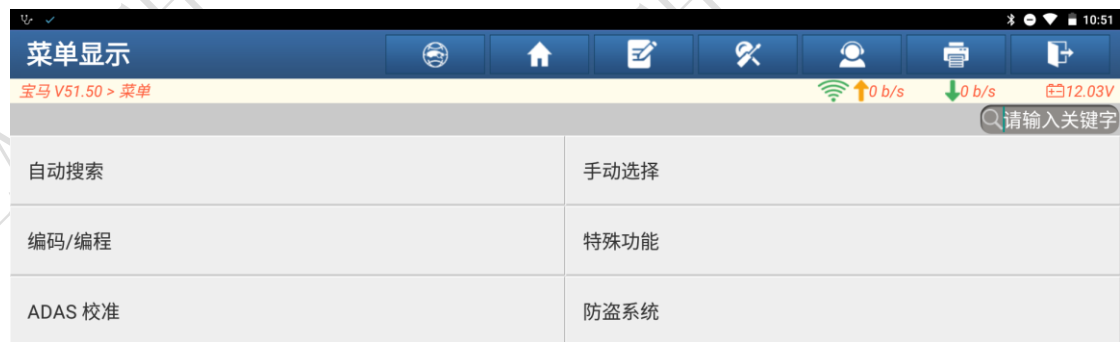 10:51
菜单显示
宝马 V51.50 > 菜单
0 b/s
0 b/s
12.03V
请输入关键字
自动搜索
手动选择
编码/编程
特殊功能
ADAS 校准
防盗系统